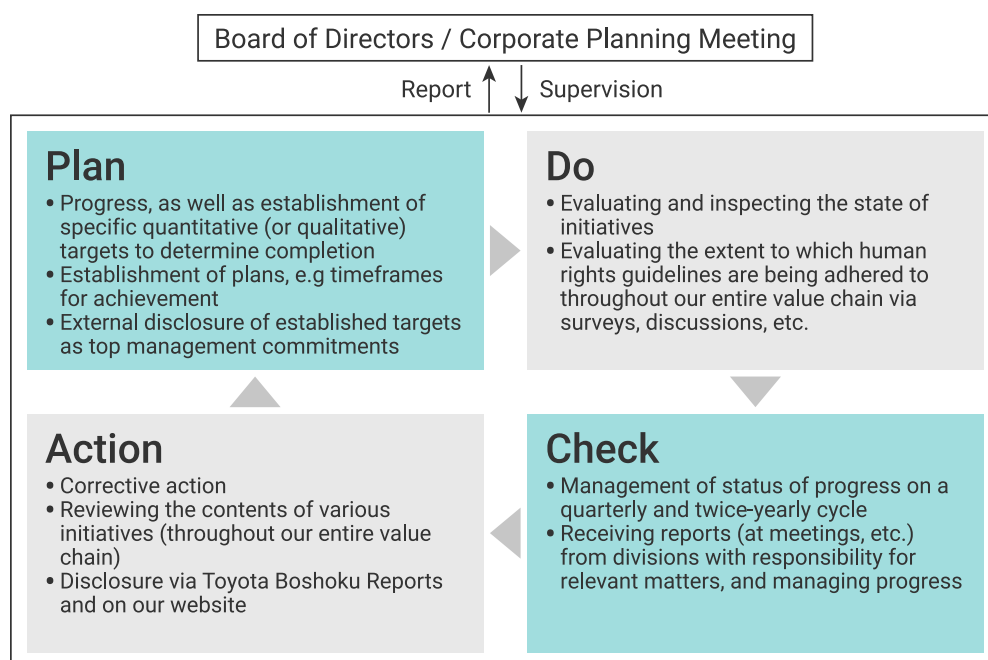 Board of Directors / Corporate Planning Meeting
Report
Supervision
Plan
• Progress, as well as establishment of
specific quantitative (or qualitative)
targets to determine completion
• Establishment of plans, e.g timeframes
for achievement
• External disclosure of established targets
as top management commitments
Do
• Evaluating and inspecting the state of
initiatives
• Evaluating the extent to which human
rights guidelines are being adhered to
throughout our entire value chain via
surveys, discussions, etc.
Action
• Corrective action
• Reviewing the contents of various
initiatives (throughout our entire value
chain)
• Disclosure via Toyota Boshoku Reports
and on our website
Check
• Management of status of progress on a
quarterly and twice-yearly cycle
• Receiving reports (at meetings, etc.)
from divisions with responsibility for
relevant matters, and managing progress